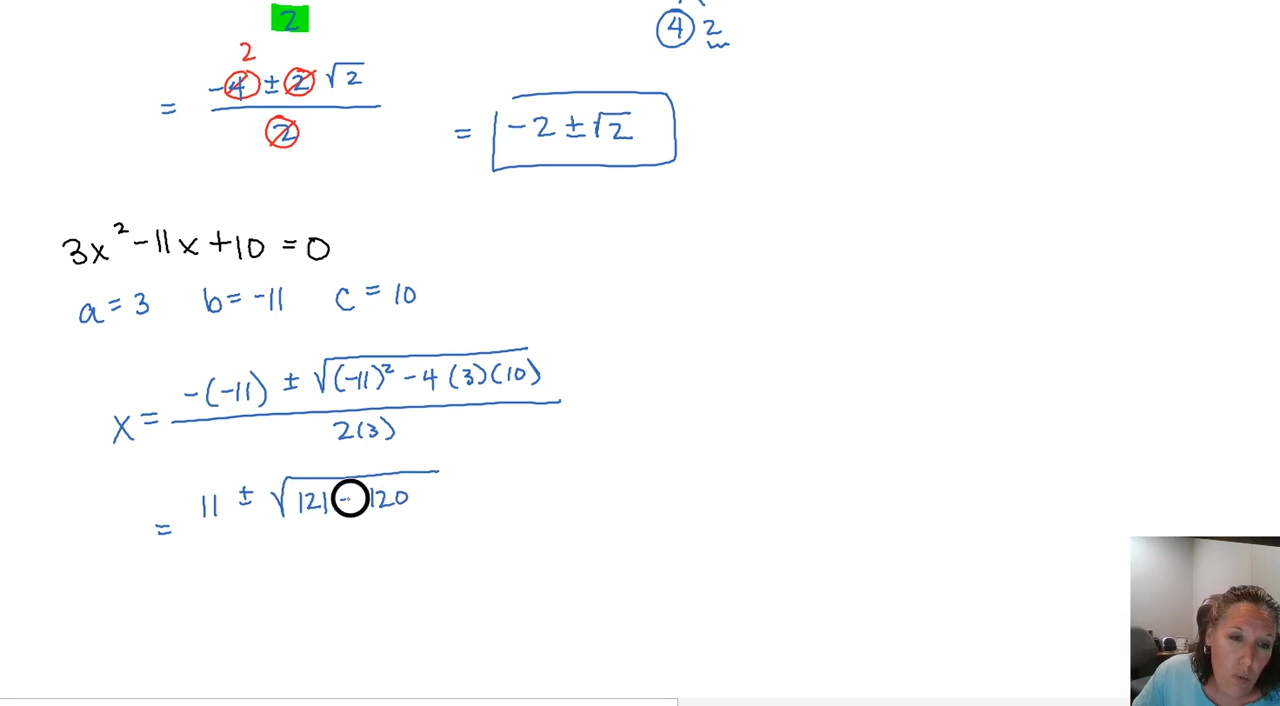 2
4 2
2
= -4 ± 2 √2
2
= -2 ± √2
3x² - 11x + 10 = 0
a = 3 b = -11 c = 10
-(-11) ± √(-11)² - 4(3)(10)
x =
2(3)
11 ± √121 - 120
=